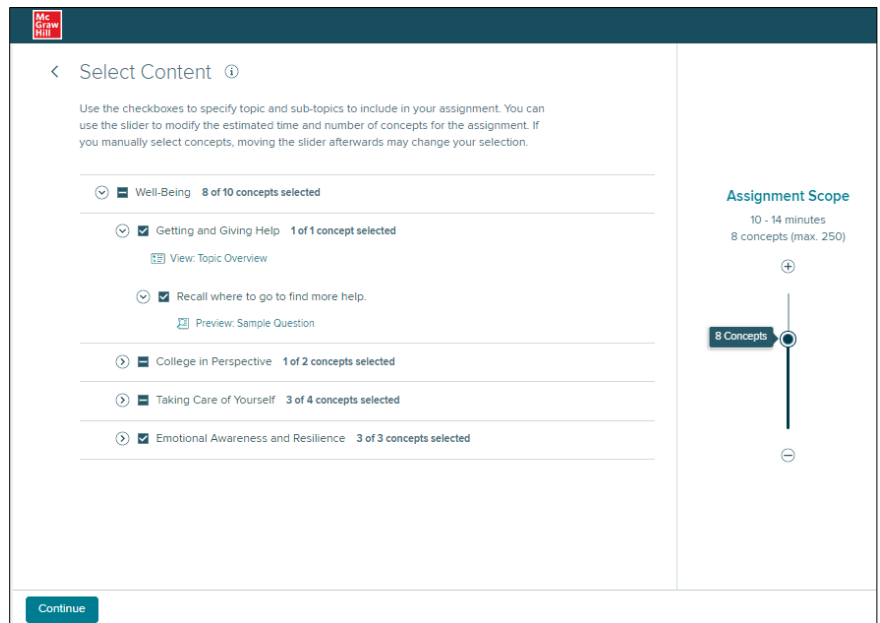 Mc
Graw
Hill
Select Content
Use the checkboxes to specify topic and sub-topics to include in your assignment. You can
use the slider to modify the estimated time and number of concepts for the assignment. If
you manually select concepts, moving the slider afterwards may change your selection.
Well-Being 8 of 10 concepts selected
Getting and Giving Help 1 of 1 concept selected
View: Topic Overview
Recall where to go to find more help.
Preview: Sample Question
College in Perspective 1 of 2 concepts selected
Taking Care of Yourself 3 of 4 concepts selected
Emotional Awareness and Resilience 3 of 3 concepts selected
Assignment Scope
10 - 14 minutes
8 concepts (max. 250)
8 Concepts
Continue